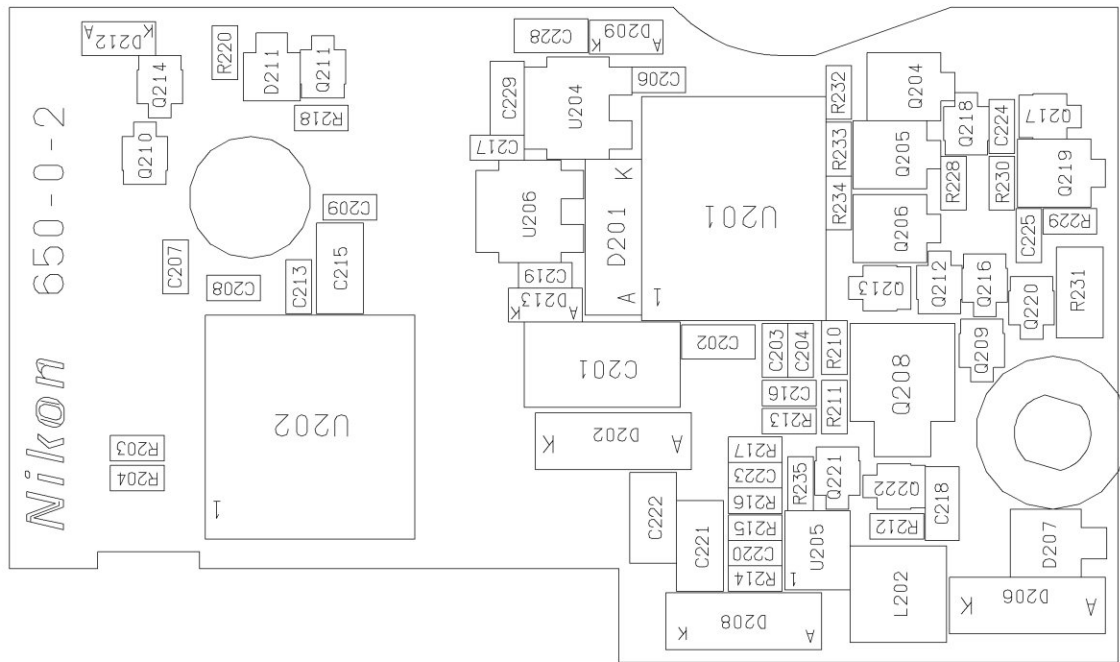 K D212 A
R220
D211
Q211
Q214
R218
Q210
650-0-2
C209
C207
C208
C213
C215
Nikon
U202
1
R203
R204
C228
K D209 A
C229
U204
C206
C217
U206
D201
K
A
C219
K D213 A
U201
1
C201
C202
C203
C204
K D202 A
R232
R233
R234
Q204
Q205
Q206
Q218
C224
Q217
R228
R230
Q219
C225
R229
Q213
Q212
Q216
Q220
R231
Q209
R210
R211
Q208
C216
R213
R217
C223
R216
R215
C220
R214
R235
Q221
Q222
C218
R212
C222
C221
U205
1
L202
D207
K D206 A
K D208 A